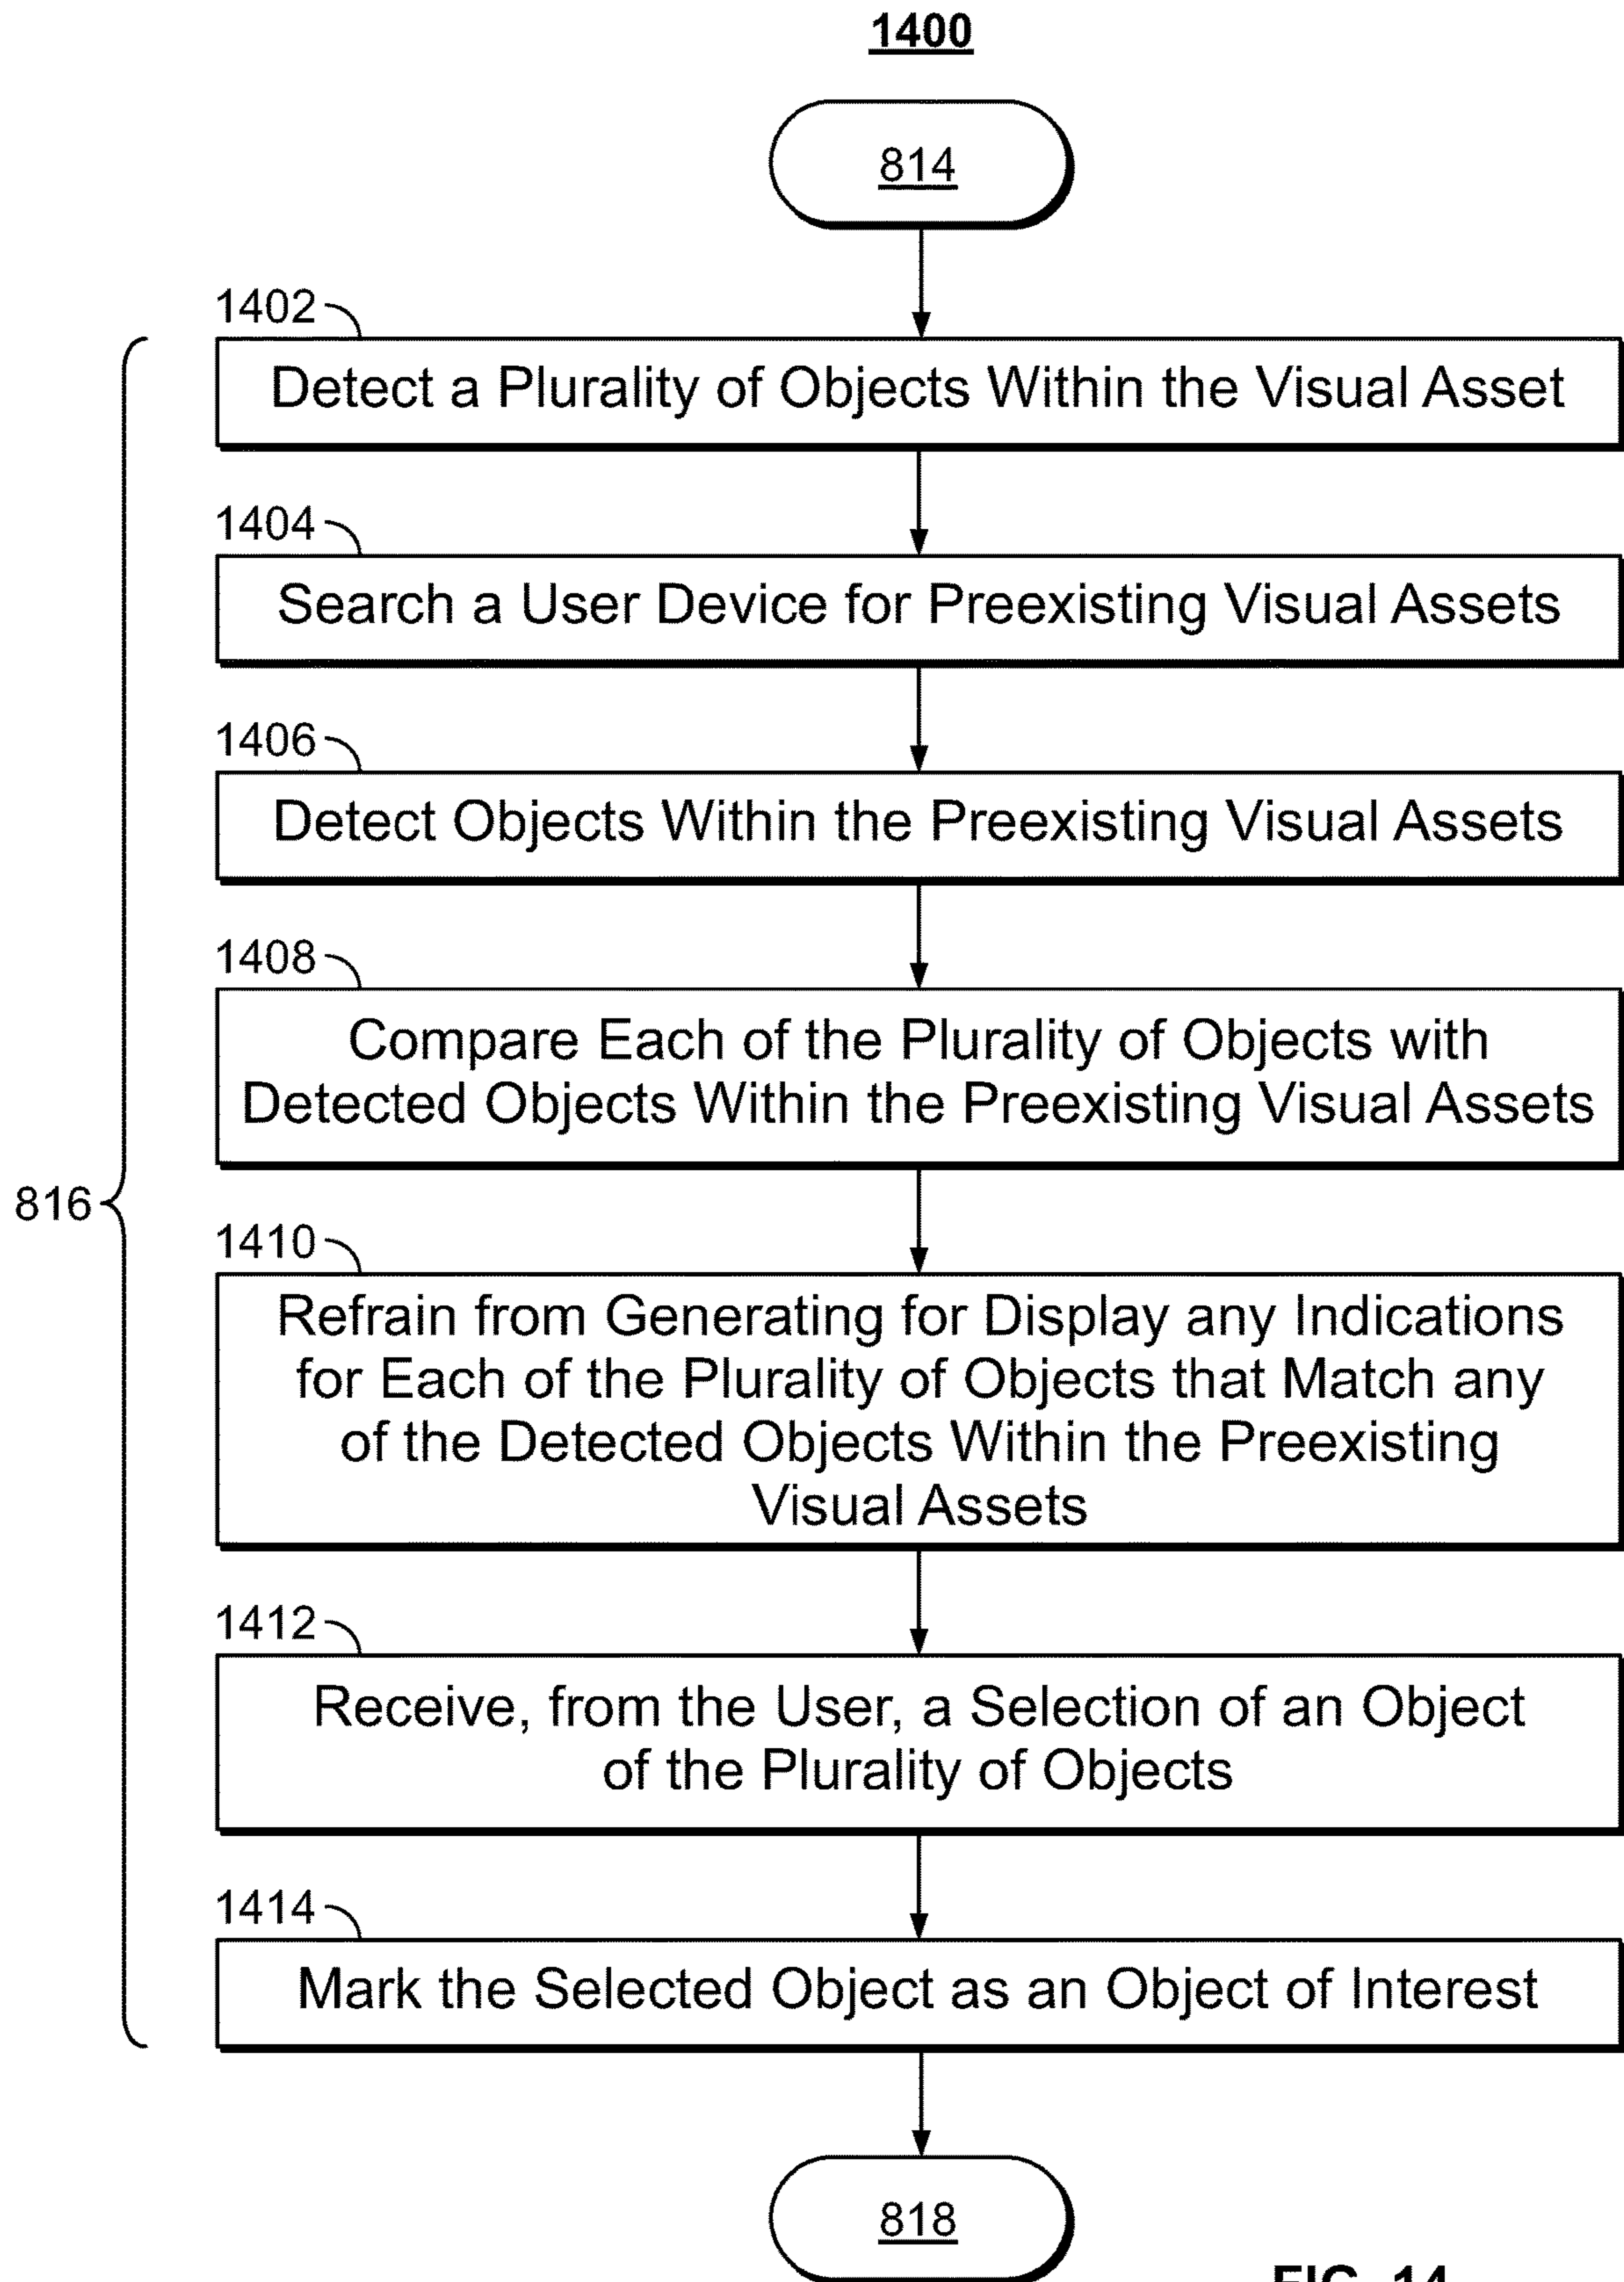 1400
814
1402
Detect a Plurality of Objects Within the Visual Asset
1404
Search a User Device for Preexisting Visual Assets
1406
Detect Objects Within the Preexisting Visual Assets
1408
Compare Each of the Plurality of Objects with
Detected Objects Within the Preexisting Visual Assets
816
1410
Refrain from Generating for Display any Indications
for Each of the Plurality of Objects that Match any
of the Detected Objects Within the Preexisting
Visual Assets
1412
Receive, from the User, a Selection of an Object
of the Plurality of Objects
1414
Mark the Selected Object as an Object of Interest
818
FIG. 14